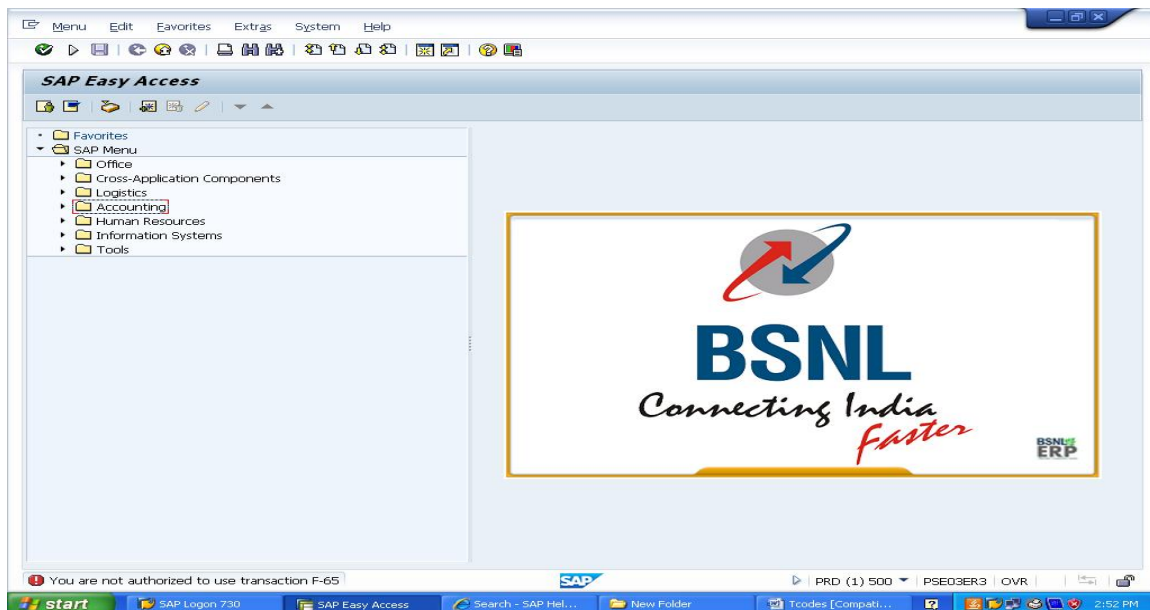 Menu Edit Favorites Extras System Help
SAP Easy Access
Favorites
SAP Menu
Office
Cross-Application Components
Logistics
Accounting
Human Resources
Information Systems
Tools
BSNL
Connecting India
Faster
BSNL
ERP
You are not authorized to use transaction F-65
SAP
PRD (1) 500 PSE03ER3 OVR
start SAP Logon 730 SAP Easy Access Search - SAP Hel... New Folder Tcodes [Compati... 2:52 PM